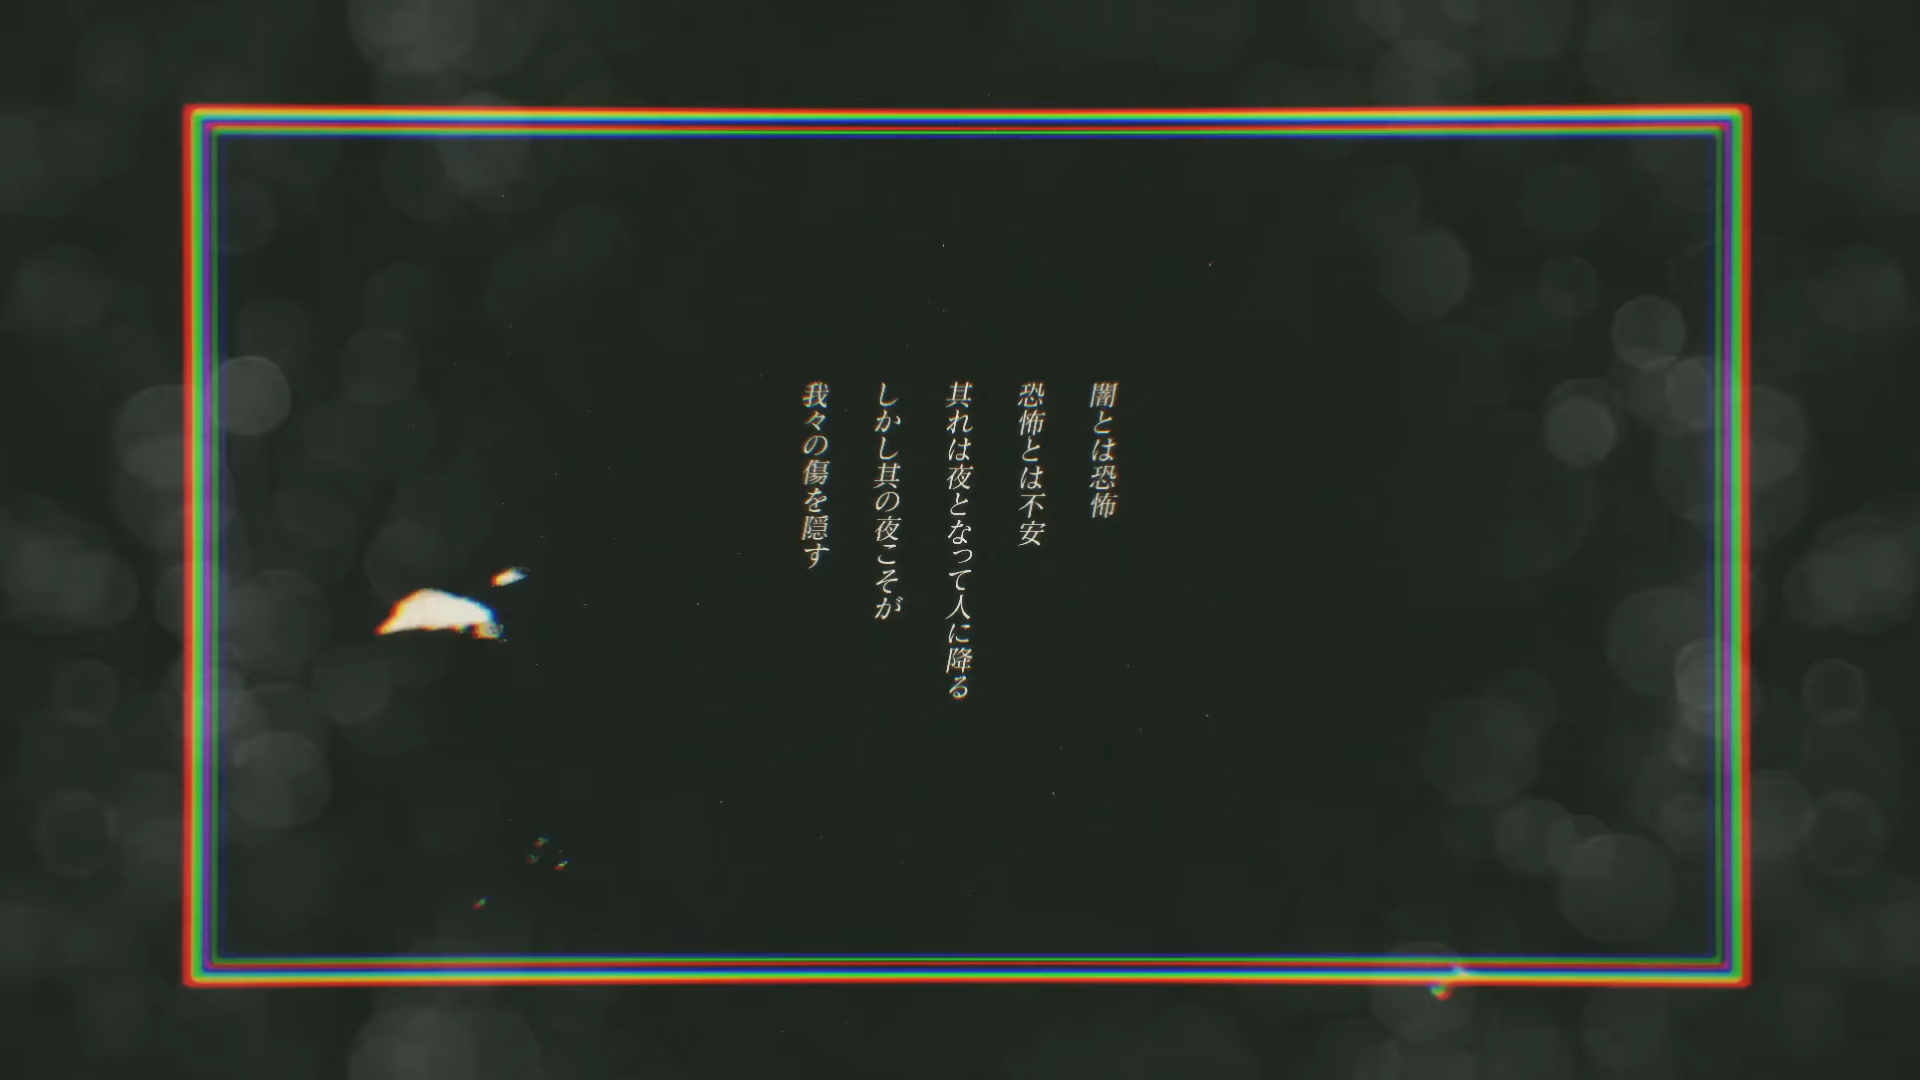 闇とは恐怖
恐怖とは不安
其れは夜となって人に降る
しかし其の夜こそが
我々の傷を隠す